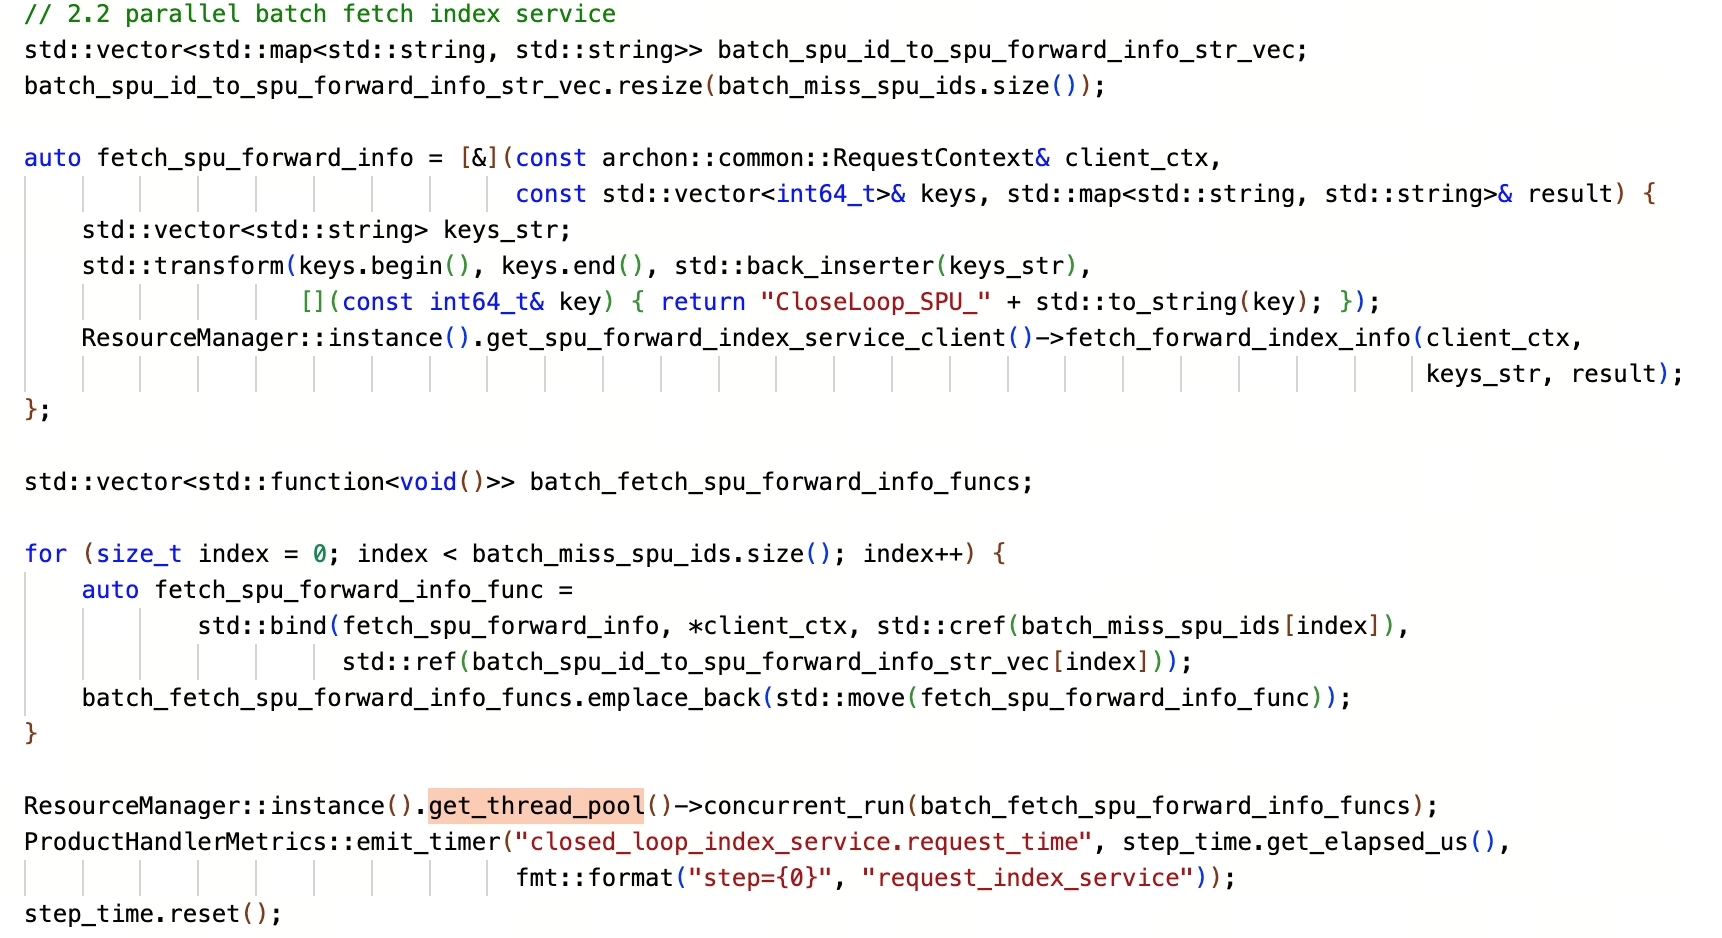 // 2.2 parallel batch fetch index service
std::vector<std::map<std::string, std::string>> batch_spu_id_to_spu_forward_info_str_vec;
batch_spu_id_to_spu_forward_info_str_vec.resize(batch_miss_spu_ids.size());
auto fetch_spu_forward_info = [&](const archon::common::RequestContext& client_ctx,
const std::vector<int64_t>& keys, std::map<std::string, std::string>& result) {
std::vector<std::string> keys_str;
std::transform(keys.begin(), keys.end(), std::back_inserter(keys_str),
[](const int64_t& key) { return "CloseLoop_SPU_" + std::to_string(key); });
ResourceManager::instance().get_spu_forward_index_service_client()->fetch_forward_index_info(client_ctx,
keys_str, result);
};
std::vector<std::function<void()>> batch_fetch_spu_forward_info_funcs;
for (size_t index = 0; index < batch_miss_spu_ids.size(); index++) {
auto fetch_spu_forward_info_func =
std::bind(fetch_spu_forward_info, *client_ctx, std::cref(batch_miss_spu_ids[index]),
std::ref(batch_spu_id_to_spu_forward_info_str_vec[index]));
batch_fetch_spu_forward_info_funcs.emplace_back(std::move(fetch_spu_forward_info_func));
}
ResourceManager::instance().get_thread_pool()->concurrent_run(batch_fetch_spu_forward_info_funcs);
ProductHandlerMetrics::emit_timer("closed_loop_index_service.request_time", step_time.get_elapsed_us(),
fmt::format("step={0}", "request_index_service"));
step_time.reset();